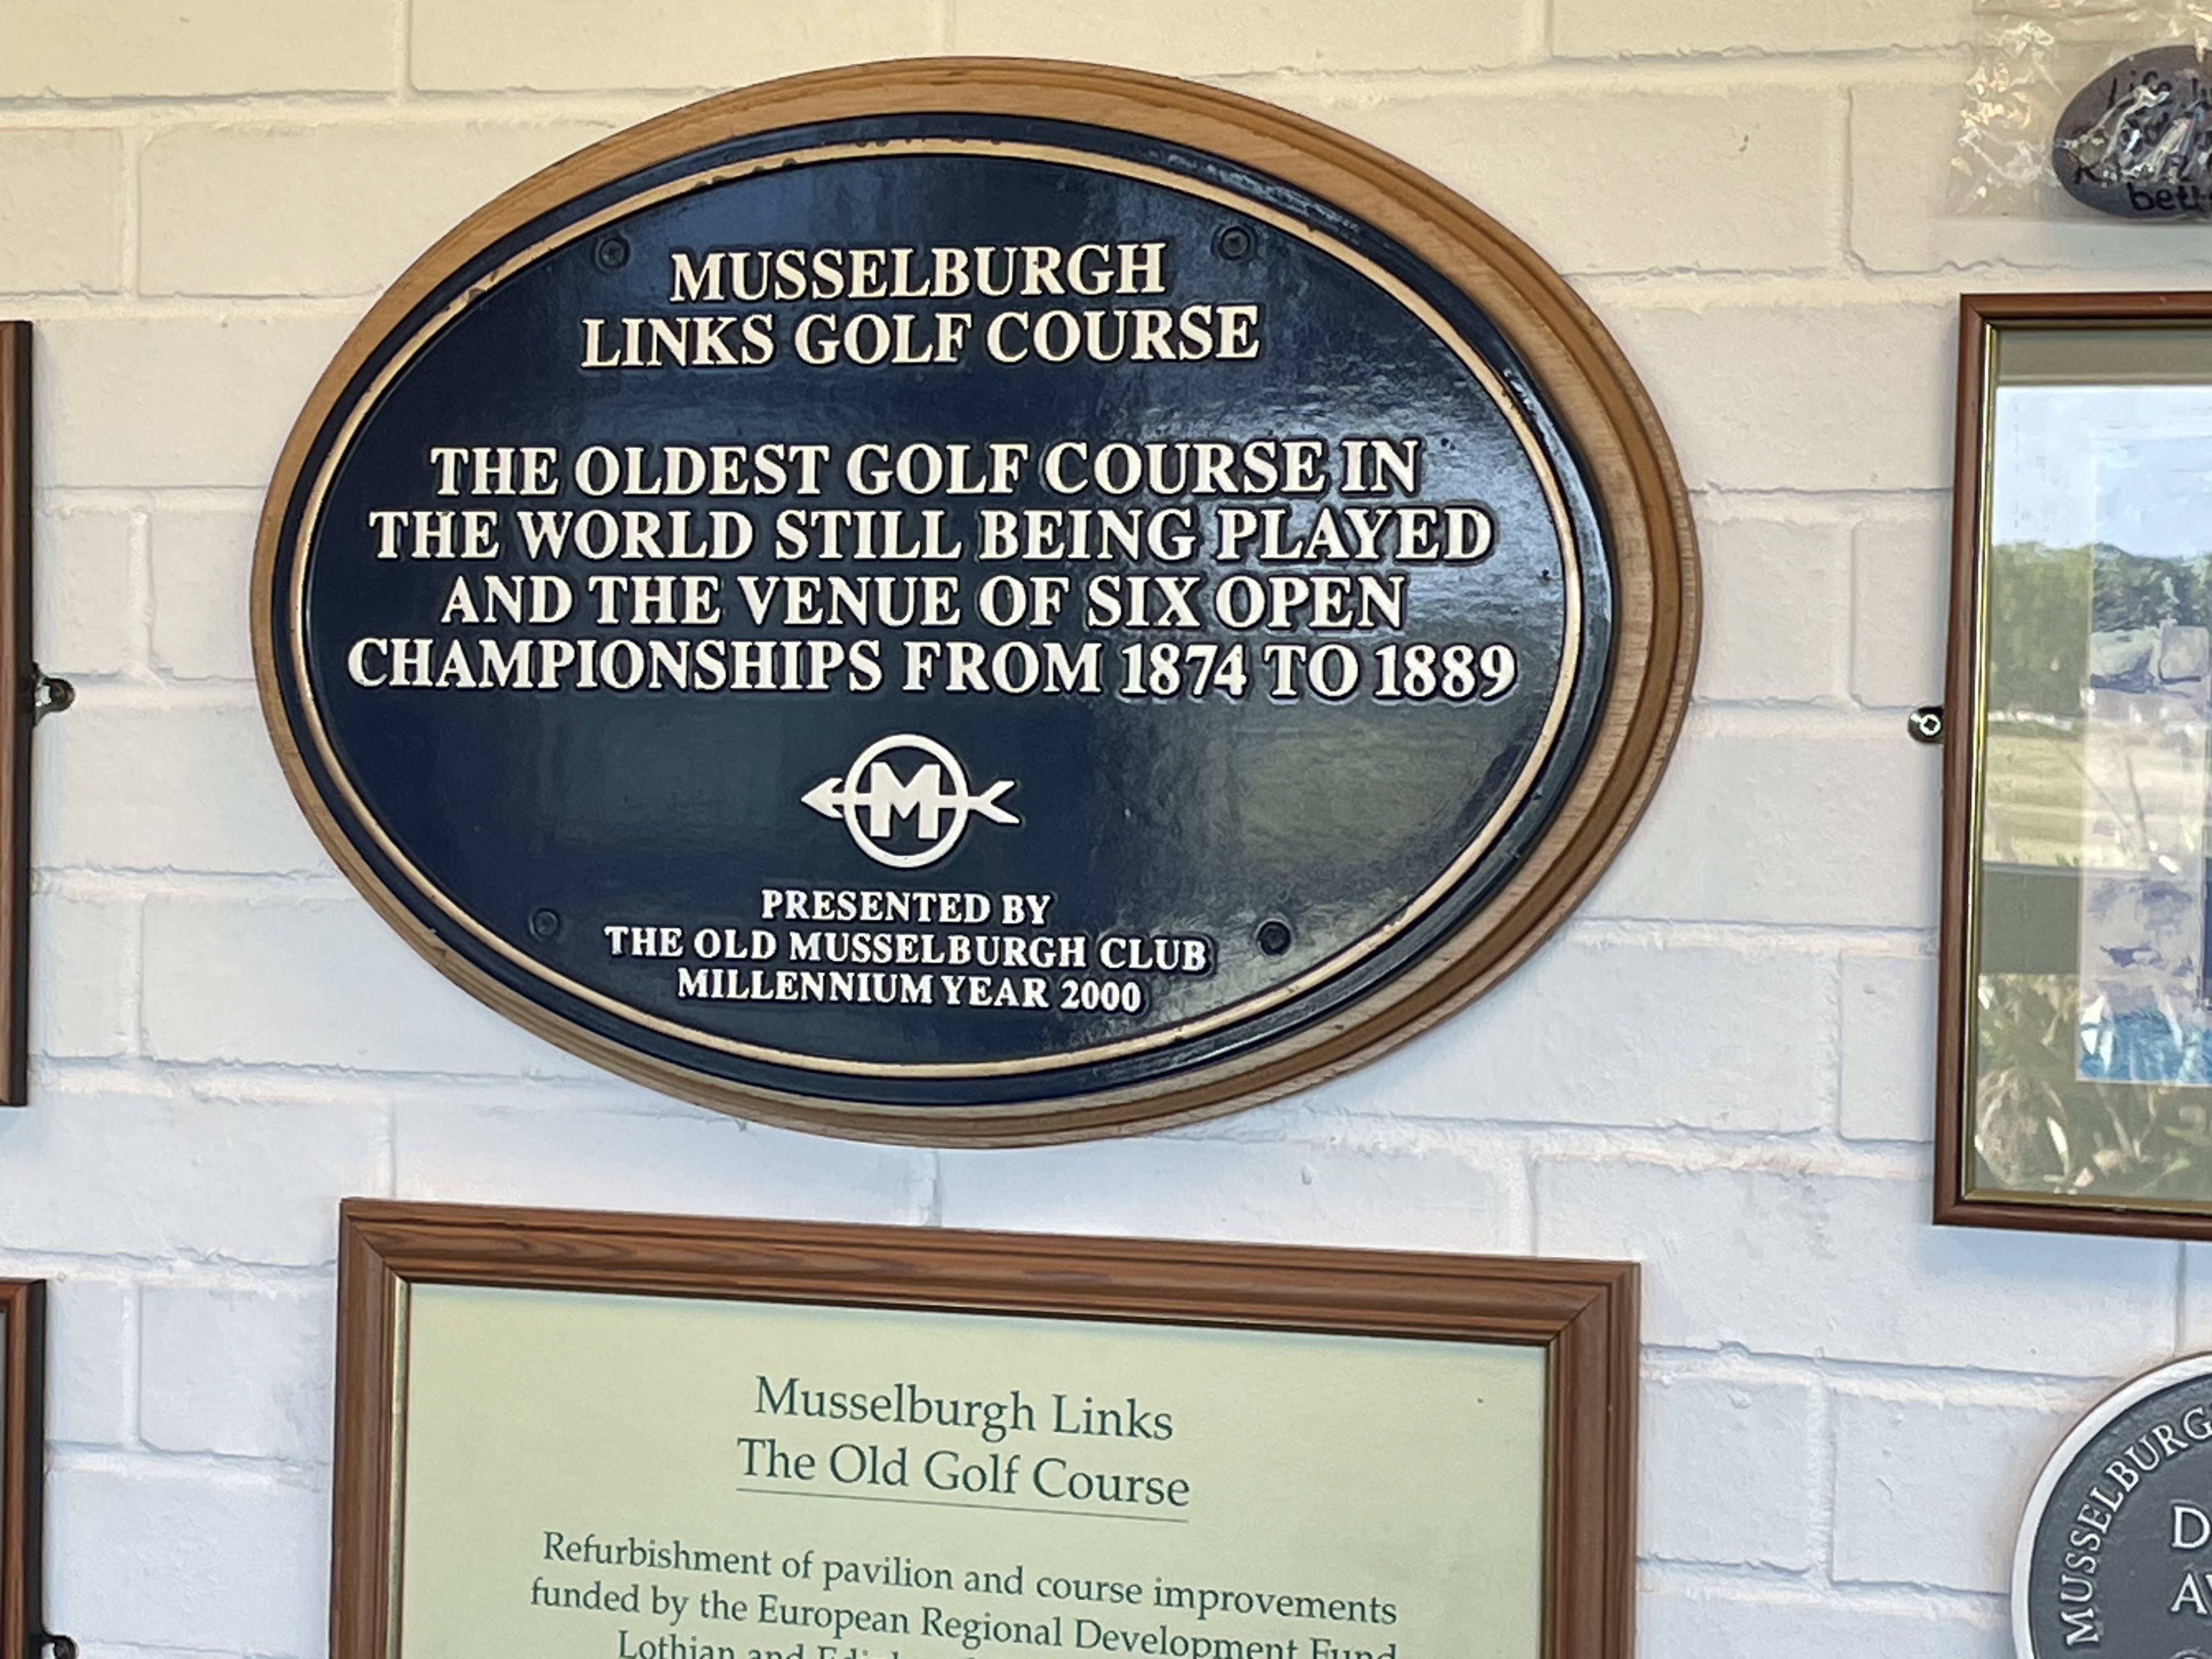 MUSSELBURGH
LINKS GOLF COURSE
THE OLDEST GOLF COURSE IN
THE WORLD STILL BEING PLAYED
AND THE VENUE OF SIX OPEN
CHAMPIONSHIPS FROM 1874 TO 1889
M
PRESENTED BY
THE OLD MUSSELBURGH CLUB
MILLENNIUM YEAR 2000
Musselburgh Links
The Old Golf Course
Refurbishment of pavilion and course improvements
funded by the European Regional Development Fund
Lothian and
MUSSELBURG
D